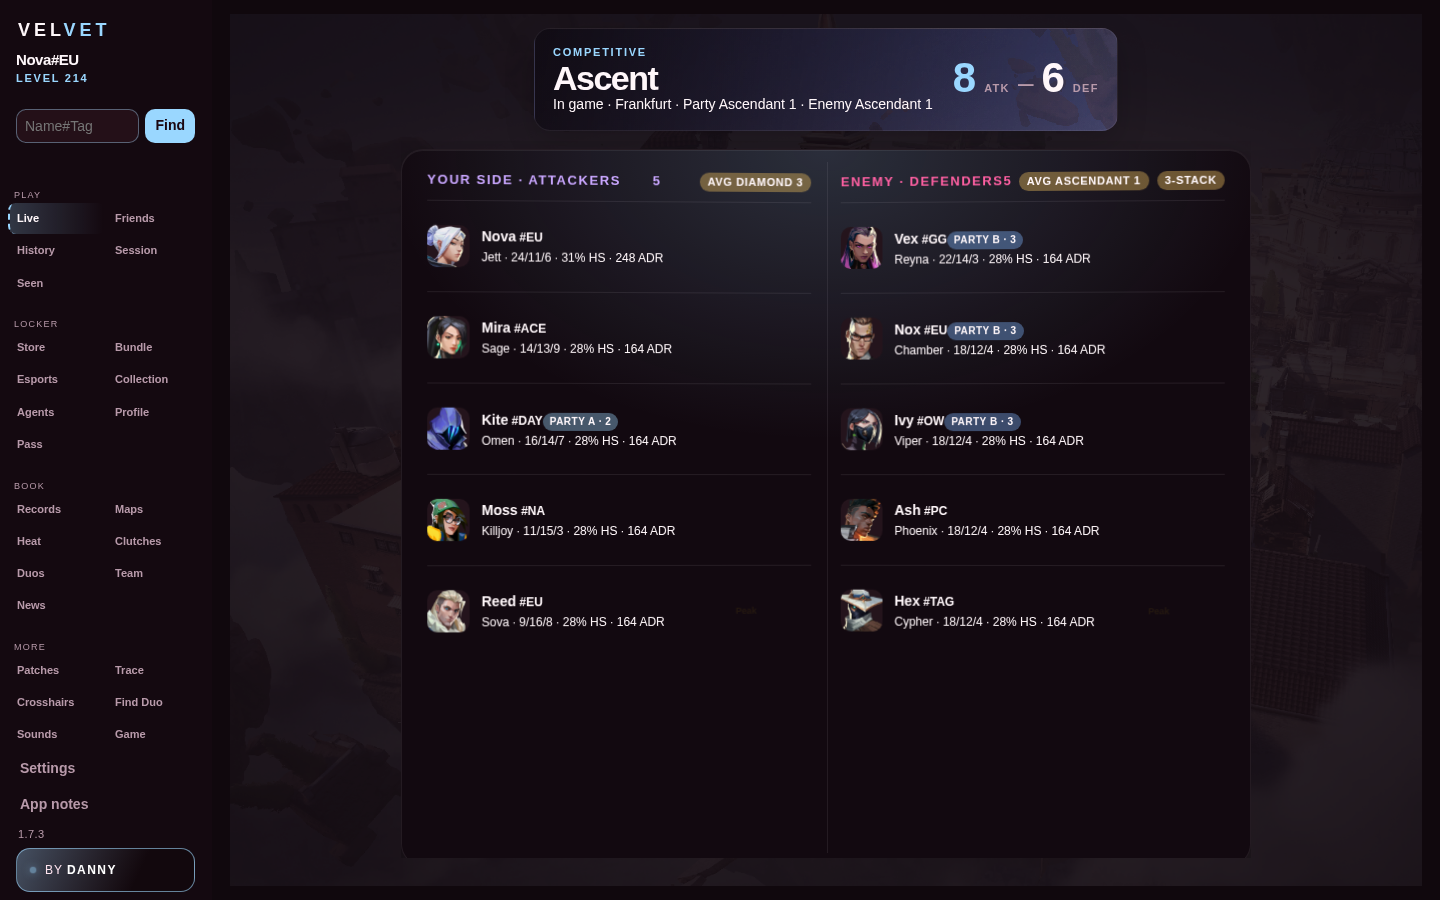 VELVET
Nova#EU
LEVEL 214
Name#Tag
Find
PLAY
Live
Friends
History
Session
Seen
LOCKER
Store
Bundle
Esports
Collection
Agents
Profile
Pass
BOOK
Records
Maps
Heat
Clutches
Duos
Team
News
MORE
Patches
Trace
Crosshairs
Find Duo
Sounds
Game
Settings
App notes
1.7.3
BY DANNY
COMPETITIVE
Ascent
In game · Frankfurt · Party Ascendant 1 · Enemy Ascendant 1
8 ATK — 6 DEF
YOUR SIDE · ATTACKERS 5 AVG DIAMOND 3
Nova #EU
Jett · 24/11/6 · 31% HS · 248 ADR
Mira #ACE
Sage · 14/13/9 · 28% HS · 164 ADR
Kite #DAY PARTY A · 2
Omen · 16/14/7 · 28% HS · 164 ADR
Moss #NA
Killjoy · 11/15/3 · 28% HS · 164 ADR
Reed #EU
Sova · 9/16/8 · 28% HS · 164 ADR
Peak
ENEMY · DEFENDERS 5 AVG ASCENDANT 1 3-STACK
Vex #GG PARTY B · 3
Reyna · 22/14/3 · 28% HS · 164 ADR
Nox #EU PARTY B · 3
Chamber · 18/12/4 · 28% HS · 164 ADR
Ivy #OW PARTY B · 3
Viper · 18/12/4 · 28% HS · 164 ADR
Ash #PC
Phoenix · 18/12/4 · 28% HS · 164 ADR
Hex #TAG
Cypher · 18/12/4 · 28% HS · 164 ADR
Peak